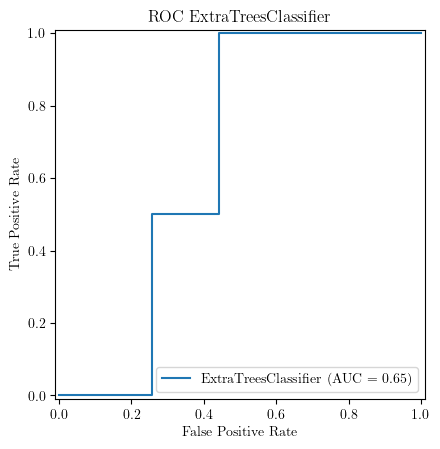 ROC ExtraTreesClassifier
1.0
0.8
0.6
0.4
0.2
0.0
True Positive Rate
ExtraTreesClassifier (AUC = 0.65)
0.0 0.2 0.4 0.6 0.8 1.0
False Positive Rate